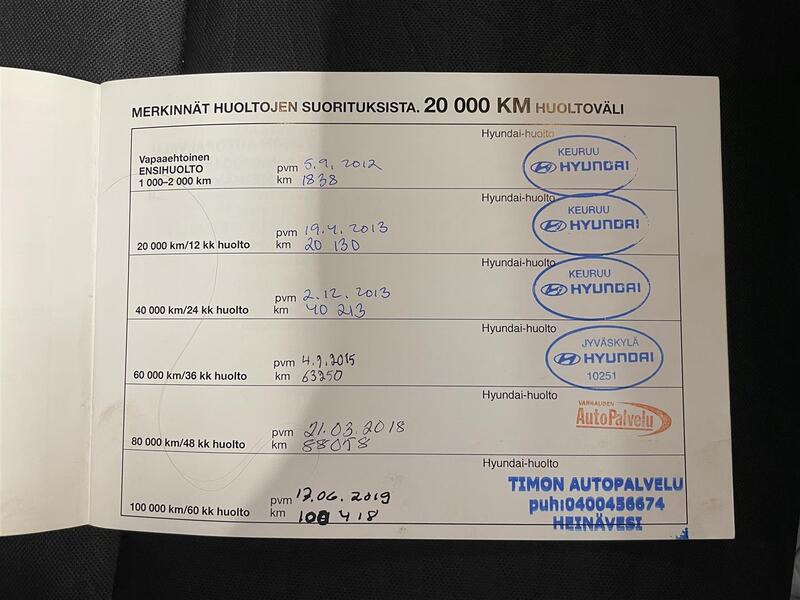 MERKINNÄT HUOLTOJEN SUORITUKSISTA. 20 000 KM HUOLTOVÄLI
Hyundai-huolto
Vapaaehtoinen
ENSIHUOLTO
1 000–2 000 km
pvm 5.9. 2012
km 1838
KEURUU
HYUNDAI
Hyundai-huolto
20 000 km/12 kk huolto
pvm 19.4. 2013
km 20 130
KEURUU
HYUNDAI
Hyundai-huolto
40 000 km/24 kk huolto
pvm 2.12. 2013
km 40 213
KEURUU
HYUNDAI
Hyundai-huolto
60 000 km/36 kk huolto
pvm 4.9.2015
km 63250
JYVÄSKYLÄ
HYUNDAI
10251
Hyundai-huolto
80 000 km/48 kk huolto
pvm 21.03.2018
km 88058
VARKAUDEN
AutoPalvelu
Hyundai-huolto
100 000 km/60 kk huolto
pvm 17.06.2019
km 418
TIMON AUTOPALVELU
puh:0400456674
HEINÄVESI